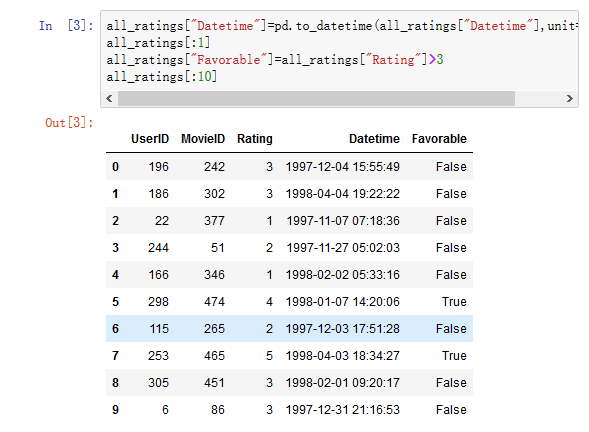 In [3]: all_ratings["Datetime"]=pd.to_datetime(all_ratings["Datetime"],unit=
all_ratings[:1]
all_ratings["Favorable"]=all_ratings["Rating"]>3
all_ratings[:10]
Out[3]:
UserID MovieID Rating Datetime Favorable
0 196 242 3 1997-12-04 15:55:49 False
1 186 302 3 1998-04-04 19:22:22 False
2 22 377 1 1997-11-07 07:18:36 False
3 244 51 2 1997-11-27 05:02:03 False
4 166 346 1 1998-02-02 05:33:16 False
5 298 474 4 1998-01-07 14:20:06 True
6 115 265 2 1997-12-03 17:51:28 False
7 253 465 5 1998-04-03 18:34:27 True
8 305 451 3 1998-02-01 09:20:17 False
9 6 86 3 1997-12-31 21:16:53 False